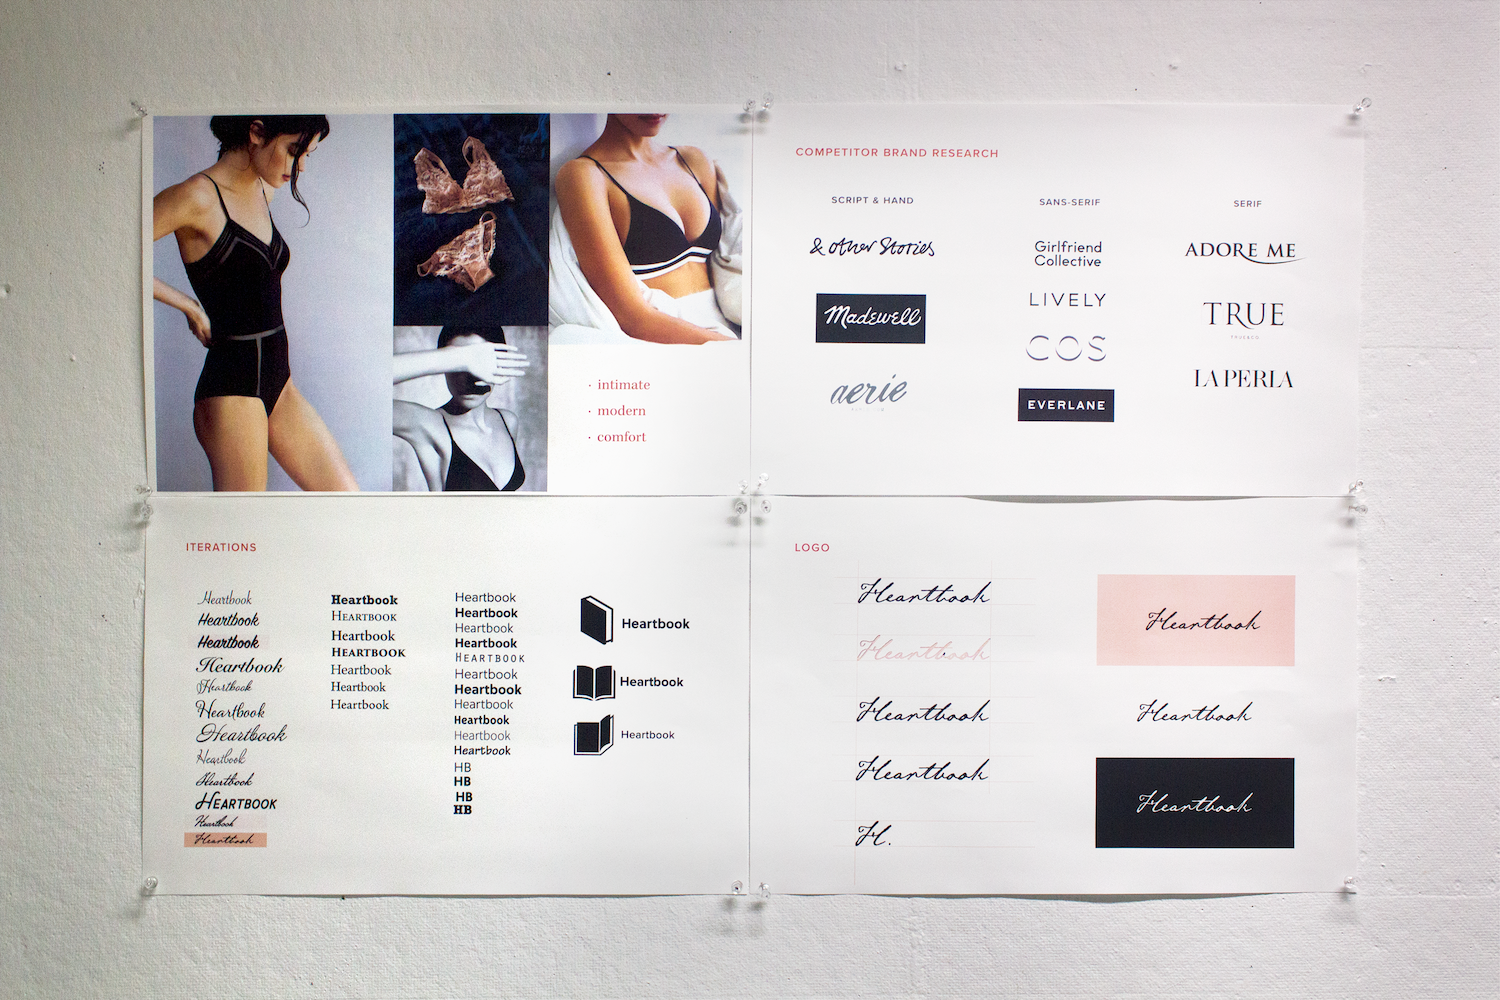 · intimate
· modern
· comfort
COMPETITOR BRAND RESEARCH
SCRIPT & HAND
& other Stories
Madewell
aerie
SANS-SERIF
Girlfriend
Collective
LIVELY
COS
EVERLANE
SERIF
ADORE ME
TRUE
LA PERLA
ITERATIONS
Heartbook
Heartbook
Heartbook
Heartbook
Heartbook
Heartbook
Heartbook
Heartbook
Heartbook
HEARTBOOK
Heartbook
Heartbook
Heartbook
HEARTBOOK
Heartbook
HEARTBOOK
Heartbook
Heartbook
Heartbook
Heartbook
Heartbook
Heartbook
Heartbook
HEARTBOOK
Heartbook
Heartbook
Heartbook
Heartbook
Heartbook
Heartbook
HB
HB
HB
HB
Heartbook
Heartbook
Heartbook
LOGO
Heartbook
Heartbook
Heartbook
Heartbook
H.
Heartbook
Heartbook
Heartbook